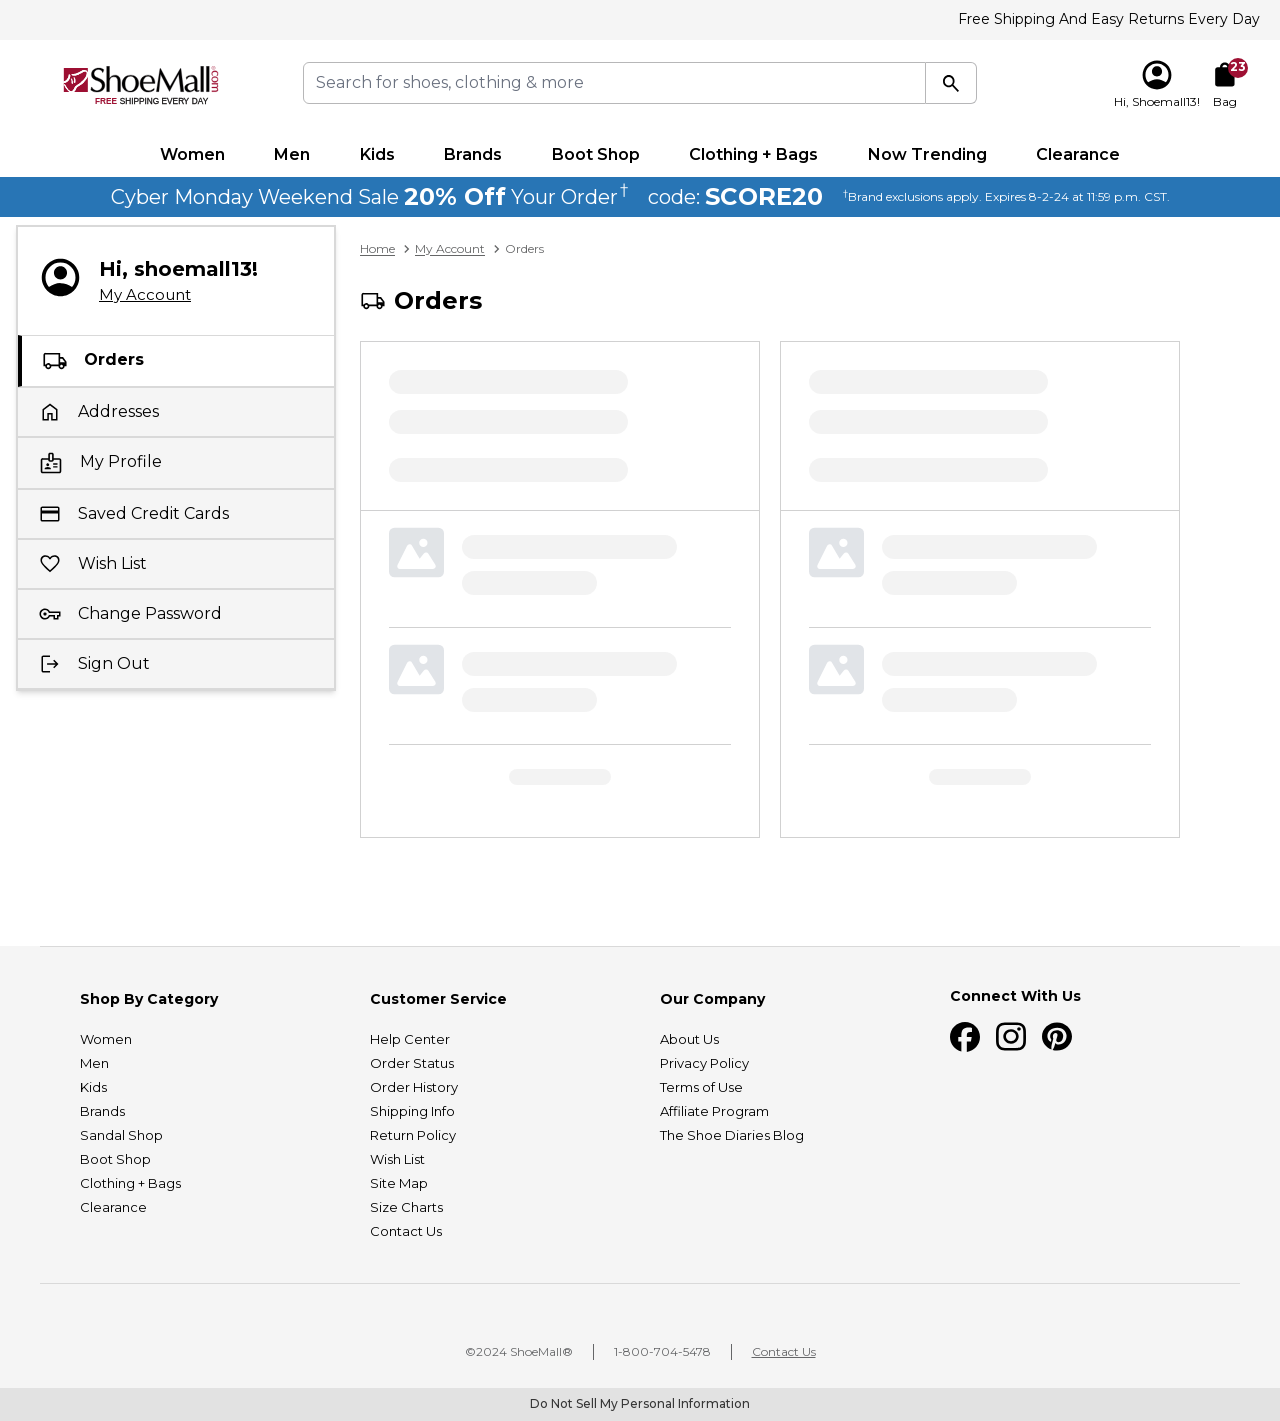 Free Shipping And Easy Returns Every Day
ShoeMall.com®
FREE SHIPPING EVERY DAY
Search for shoes, clothing & more
Hi, Shoemall13!
23
Bag
Women Men Kids Brands Boot Shop Clothing + Bags Now Trending Clearance
Cyber Monday Weekend Sale 20% Off Your Order† code: SCORE20 †Brand exclusions apply. Expires 8-2-24 at 11:59 p.m. CST.
Hi, shoemall13!
My Account
Orders
Addresses
My Profile
Saved Credit Cards
Wish List
Change Password
Sign Out
Home > My Account > Orders
Orders
Shop By Category
Women
Men
Kids
Brands
Sandal Shop
Boot Shop
Clothing + Bags
Clearance
Customer Service
Help Center
Order Status
Order History
Shipping Info
Return Policy
Wish List
Site Map
Size Charts
Contact Us
Our Company
About Us
Privacy Policy
Terms of Use
Affiliate Program
The Shoe Diaries Blog
Connect With Us
©2024 ShoeMall® | 1-800-704-5478 | Contact Us
Do Not Sell My Personal Information